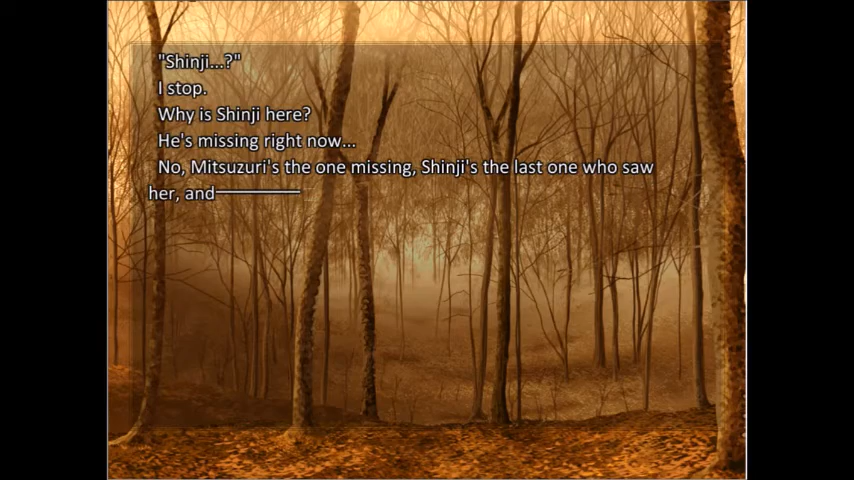 "Shinji...?"
I stop.
Why is Shinji here?
He's missing right now...
No, Mitsuzuri's the one missing, Shinji's the last one who saw
her, and―――――